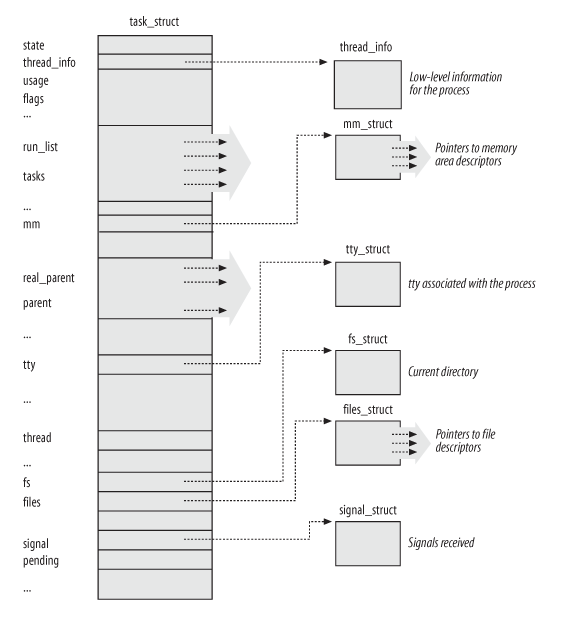 task_struct
state
thread_info
usage
flags
...
run_list
tasks
...
mm
real_parent
parent
...
tty
...
thread
...
fs
files
signal
pending
...
thread_info
Low-level information
for the process
mm_struct
Pointers to memory
area descriptors
tty_struct
tty associated with the process
fs_struct
Current directory
files_struct
Pointers to file
descriptors
signal_struct
Signals received